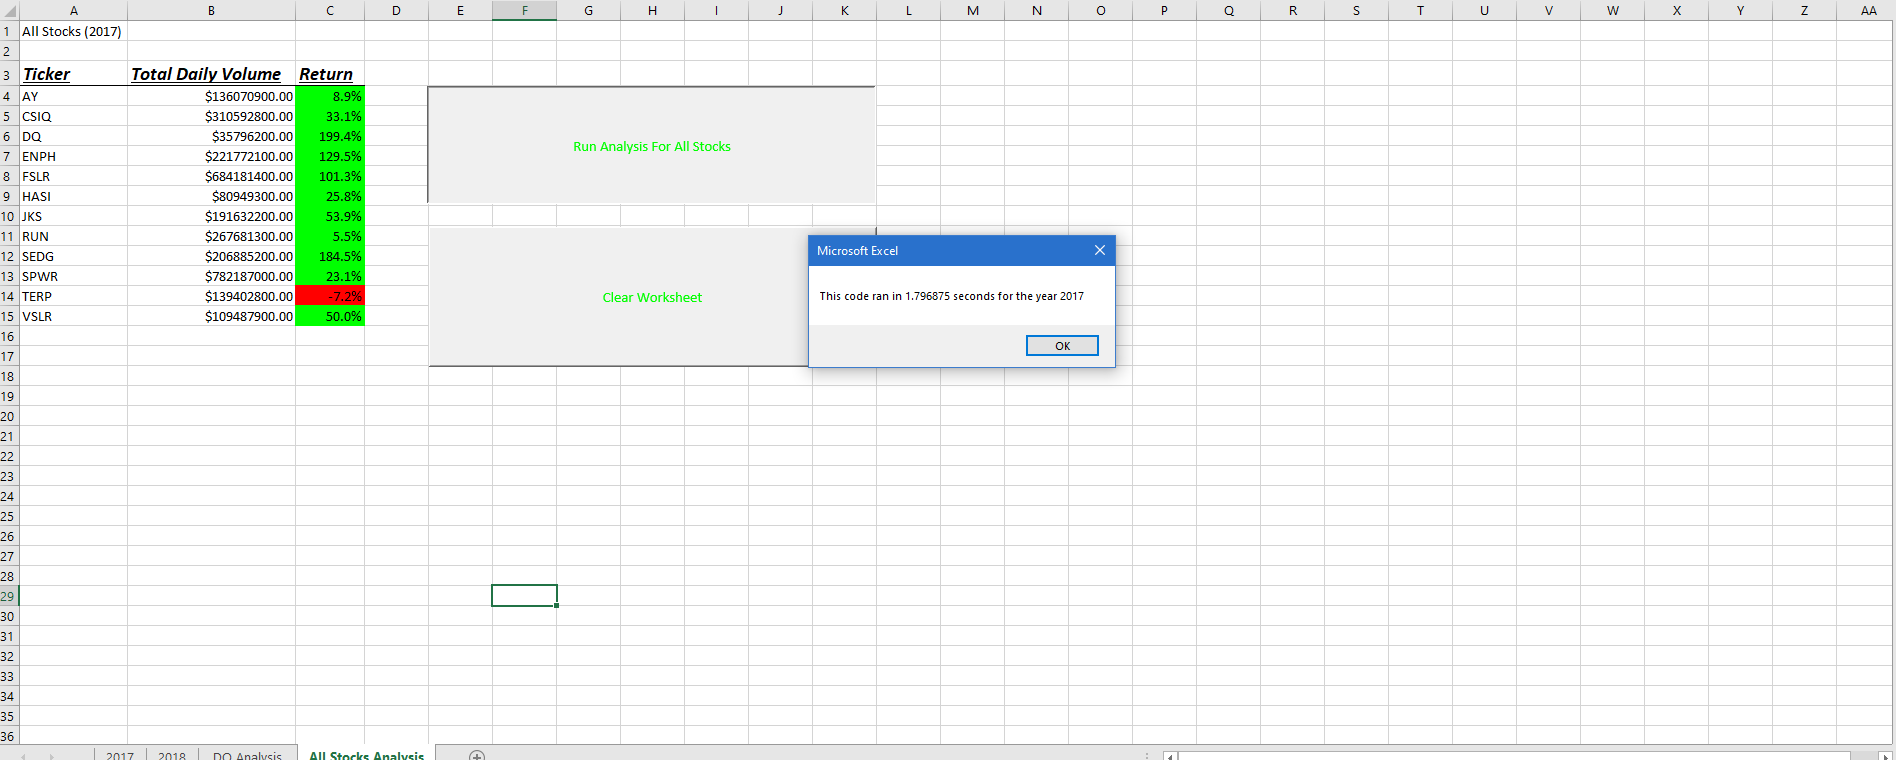 A B C D E F G H I J K L M N O P Q R S T U V W X Y Z AA
1 All Stocks (2017)
2
3 Ticker Total Daily Volume Return
4 AY $136070900.00 8.9%
5 CSIQ $310592800.00 33.1%
6 DQ $35796200.00 199.4%
7 ENPH $221772100.00 129.5%
8 FSLR $684181400.00 101.3%
9 HASI $80949300.00 25.8%
10 JKS $191632200.00 53.9%
11 RUN $267681300.00 5.5%
12 SEDG $206885200.00 184.5%
13 SPWR $782187000.00 23.1%
14 TERP $139402800.00 -7.2%
15 VSLR $109487900.00 50.0%
16
17
18
19
20
21
22
23
24
25
26
27
28
29
30
31
32
33
34
35
36
Run Analysis For All Stocks
Clear Worksheet
Microsoft Excel
This code ran in 1.796875 seconds for the year 2017
OK
2017 2018 DQ Analysis All Stocks Analysis